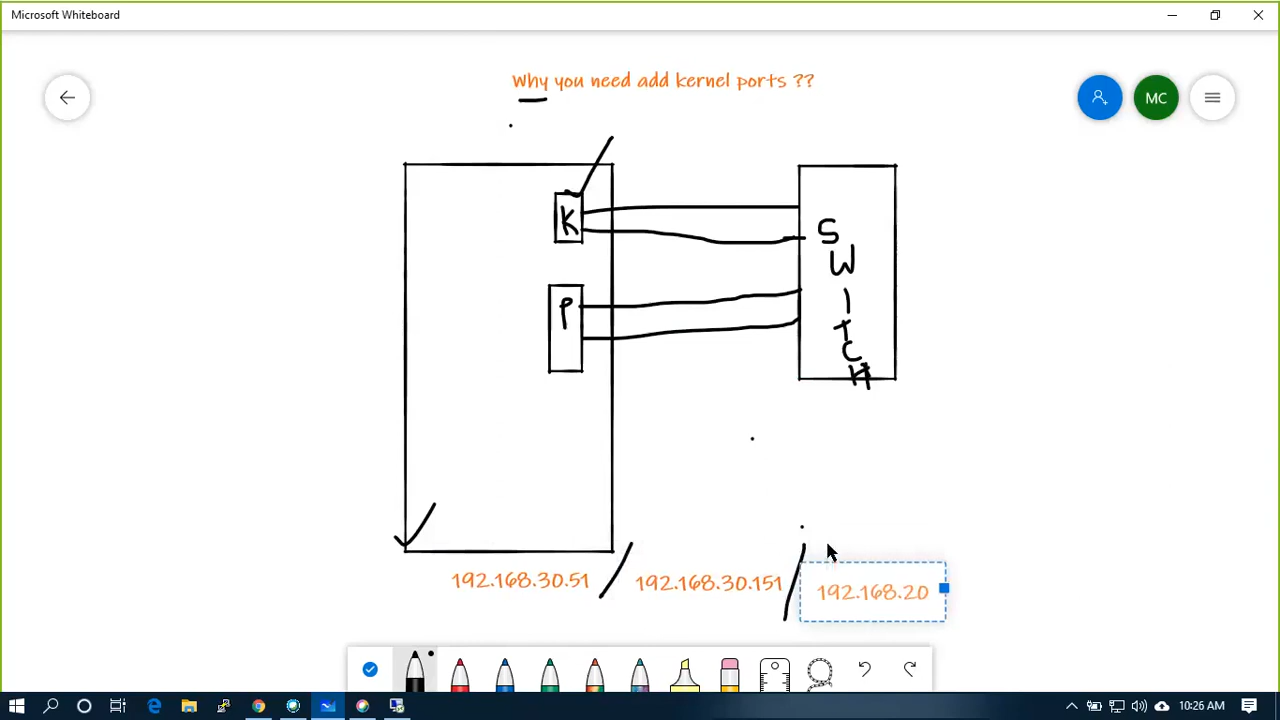 Microsoft Whiteboard
Why you need add kernel ports ??
MC
K
P
SWITCH
192.168.30.51 / 192.168.30.151 / 192.168.20
10:26 AM